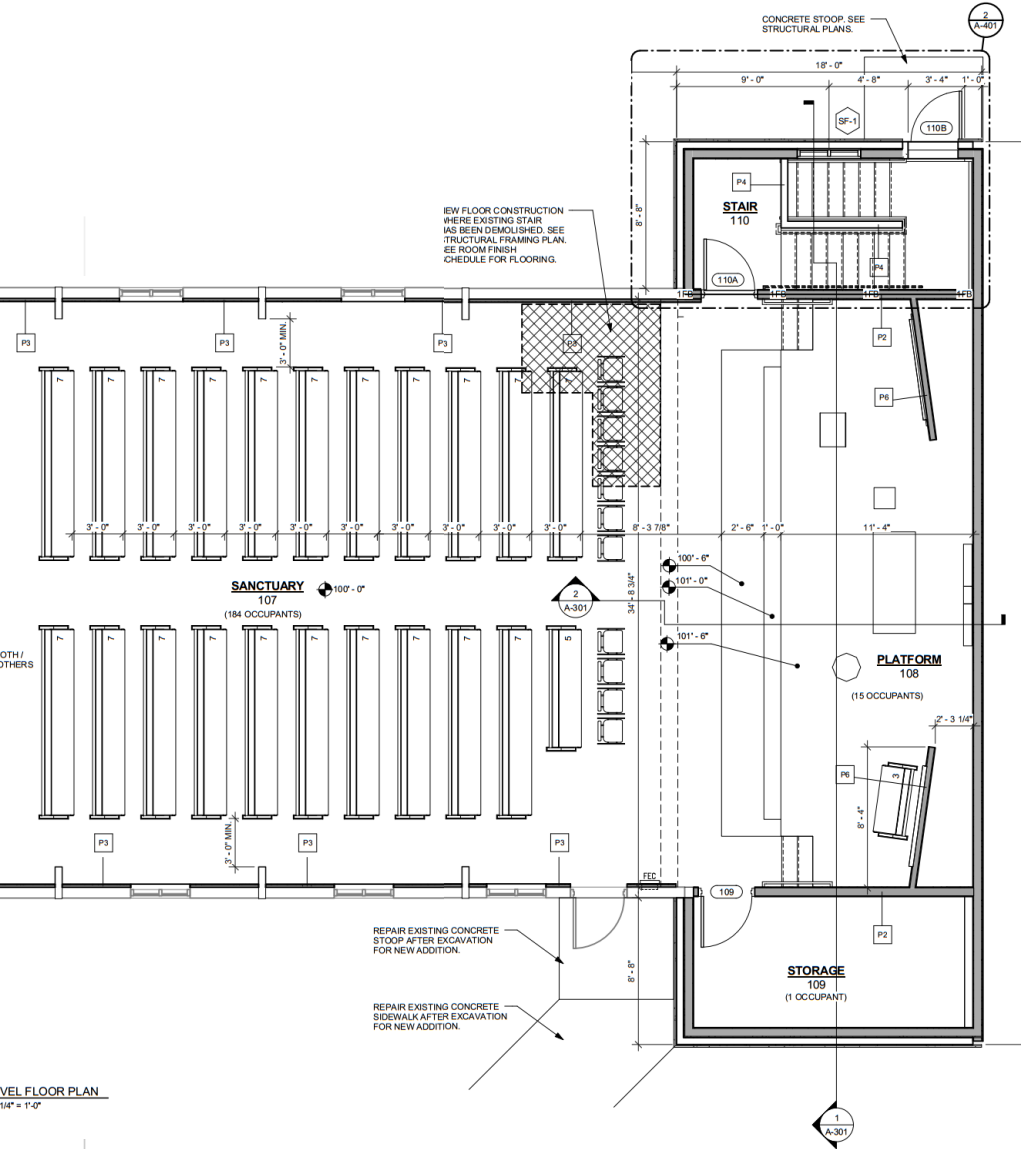 CONCRETE STOOP. SEE
STRUCTURAL PLANS.
2
A-401
18' - 0"
9' - 0"
4' - 8"
3' - 4"
1' - 0"
SF-1
110B
P4
STAIR
110
8' - 8"
P4
110A
IEW FLOOR CONSTRUCTION
VHERE EXISTING STAIR
IAS BEEN DEMOLISHED. SEE
TRUCTURAL FRAMING PLAN.
EE ROOM FINISH
CHEDULE FOR FLOORING.
1FB
1FB
1FB
1FB
P3
P3
3' - 0" MIN.
P3
P3
P2
P6
7
7
7
7
7
7
7
7
7
7
7
3' - 0"
3' - 0"
3' - 0"
3' - 0"
3' - 0"
3' - 0"
3' - 0"
3' - 0"
3' - 0"
3' - 0"
8' - 3 7/8"
2' - 6"
1' - 0"
11' - 4"
SANCTUARY
107
(184 OCCUPANTS)
100' - 0"
2
A-301
34' - 8 3/4"
100' - 6"
101' - 0"
101' - 6"
OTH /
OTHERS
7
7
7
7
7
7
7
7
7
7
5
PLATFORM
108
(15 OCCUPANTS)
2' - 3 1/4"
P6
3
8' - 4"
3' - 0" MIN.
P3
P3
P3
FEC
109
P2
REPAIR EXISTING CONCRETE
STOOP AFTER EXCAVATION
FOR NEW ADDITION.
8' - 8"
STORAGE
109
(1 OCCUPANT)
REPAIR EXISTING CONCRETE
SIDEWALK AFTER EXCAVATION
FOR NEW ADDITION.
VEL FLOOR PLAN
1/4" = 1'-0"
1
A-301